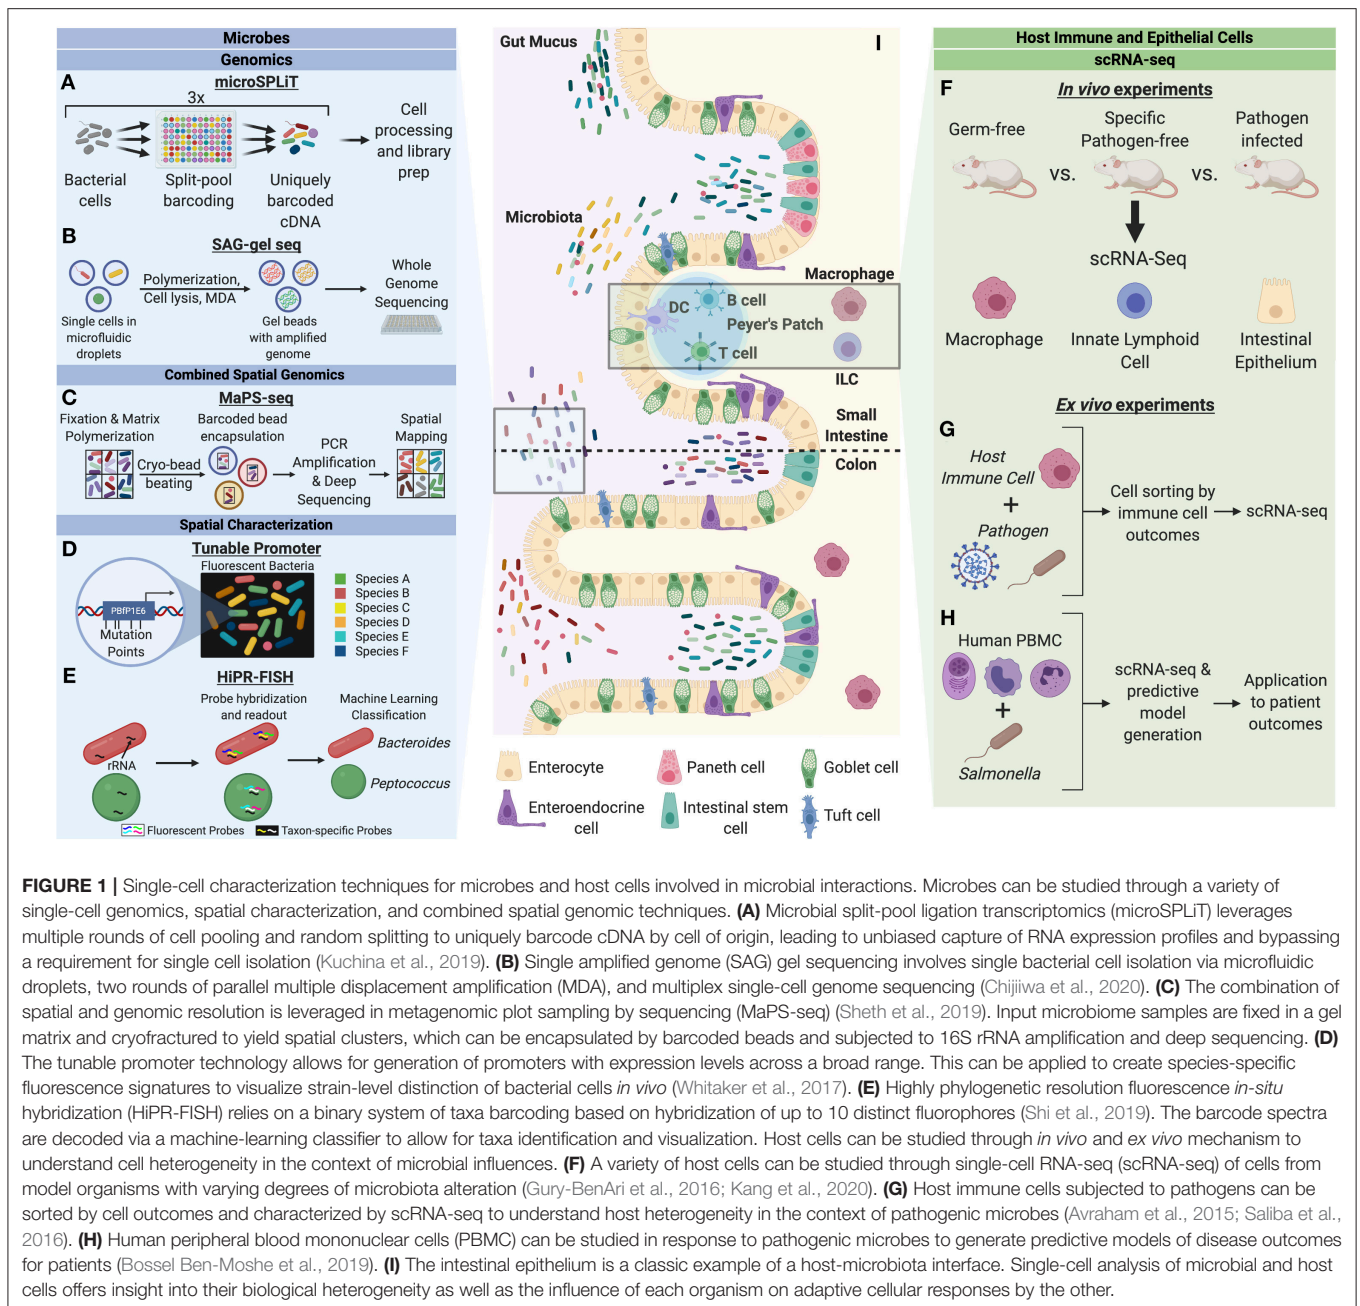 Microbes
Genomics
A
microSPLiT
3x
Bacterial
cells
Split-pool
barcoding
Uniquely
barcoded
cDNA
Cell
processing
and library
prep
B
SAG-gel seq
Single cells in
microfluidic
droplets
Polymerization,
Cell lysis, MDA
Gel beads
with amplified
genome
Whole
Genome
Sequencing
Combined Spatial Genomics
C
MaPS-seq
Fixation & Matrix
Polymerization
Cryo-bead
beating
Barcoded bead
encapsulation
PCR
Amplification
& Deep
Sequencing
Spatial
Mapping
Spatial Characterization
D
Tunable Promoter
Fluorescent Bacteria
PBfP1E6
Mutation
Points
Species A
Species B
Species C
Species D
Species E
Species F
E
HiPR-FISH
rRNA
Probe hybridization
and readout
Machine Learning
Classification
Bacteroides
Peptococcus
Fluorescent Probes
Taxon-specific Probes
I
Gut Mucus
Microbiota
Macrophage
DC
B cell
Peyer's Patch
T cell
ILC
Small
Intestine
Colon
Enterocyte
Paneth cell
Goblet cell
Enteroendocrine
cell
Intestinal stem
cell
Tuft cell
Host Immune and Epithelial Cells
scRNA-seq
F
In vivo experiments
Germ-free
vs.
Specific
Pathogen-free
vs.
Pathogen
infected
scRNA-Seq
Macrophage
Innate Lymphoid
Cell
Intestinal
Epithelium
Ex vivo experiments
G
Host
Immune Cell
+
Pathogen
Cell sorting by
immune cell
outcomes
scRNA-seq
H
Human PBMC
+
Salmonella
scRNA-seq &
predictive
model
generation
Application
to patient
outcomes
FIGURE 1 | Single-cell characterization techniques for microbes and host cells involved in microbial interactions. Microbes can be studied through a variety of
single-cell genomics, spatial characterization, and combined spatial genomic techniques. (A) Microbial split-pool ligation transcriptomics (microSPLiT) leverages
multiple rounds of cell pooling and random splitting to uniquely barcode cDNA by cell of origin, leading to unbiased capture of RNA expression profiles and bypassing
a requirement for single cell isolation (Kuchina et al., 2019). (B) Single amplified genome (SAG) gel sequencing involves single bacterial cell isolation via microfluidic
droplets, two rounds of parallel multiple displacement amplification (MDA), and multiplex single-cell genome sequencing (Chijiiwa et al., 2020). (C) The combination of
spatial and genomic resolution is leveraged in metagenomic plot sampling by sequencing (MaPS-seq) (Sheth et al., 2019). Input microbiome samples are fixed in a gel
matrix and cryofractured to yield spatial clusters, which can be encapsulated by barcoded beads and subjected to 16S rRNA amplification and deep sequencing. (D)
The tunable promoter technology allows for generation of promoters with expression levels across a broad range. This can be applied to create species-specific
fluorescence signatures to visualize strain-level distinction of bacterial cells in vivo (Whitaker et al., 2017). (E) Highly phylogenetic resolution fluorescence in-situ
hybridization (HiPR-FISH) relies on a binary system of taxa barcoding based on hybridization of up to 10 distinct fluorophores (Shi et al., 2019). The barcode spectra
are decoded via a machine-learning classifier to allow for taxa identification and visualization. Host cells can be studied through in vivo and ex vivo mechanism to
understand cell heterogeneity in the context of microbial influences. (F) A variety of host cells can be studied through single-cell RNA-seq (scRNA-seq) of cells from
model organisms with varying degrees of microbiota alteration (Gury-BenAri et al., 2016; Kang et al., 2020). (G) Host immune cells subjected to pathogens can be
sorted by cell outcomes and characterized by scRNA-seq to understand host heterogeneity in the context of pathogenic microbes (Avraham et al., 2015; Saliba et al.,
2016). (H) Human peripheral blood mononuclear cells (PBMC) can be studied in response to pathogenic microbes to generate predictive models of disease outcomes
for patients (Bossel Ben-Moshe et al., 2019). (I) The intestinal epithelium is a classic example of a host-microbiota interface. Single-cell analysis of microbial and host
cells offers insight into their biological heterogeneity as well as the influence of each organism on adaptive cellular responses by the other.